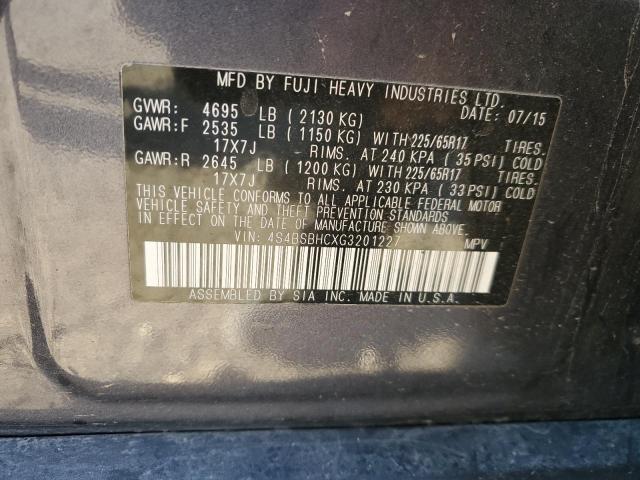 MFD BY FUJI HEAVY INDUSTRIES LTD.
GVWR: 4695 LB (2130 KG) DATE: 07/15
GAWR:F 2535 LB (1150 KG) WITH 225/65R17 TIRES.
17X7J RIMS. AT 240 KPA (35 PSI) COLD
GAWR:R 2645 LB (1200 KG) WITH 225/65R17 TIRES.
17X7J RIMS. AT 230 KPA (33 PSI) COLD
THIS VEHICLE CONFORMS TO ALL APPLICABLE FEDERAL MOTOR
VEHICLE SAFETY AND THEFT PREVENTION STANDARDS
IN EFFECT ON THE DATE OF MANUFACTURE SHOWN ABOVE.
VIN: 4S4BSBHCXG3201227 MPV
ASSEMBLED BY SIA INC. MADE IN U.S.A.